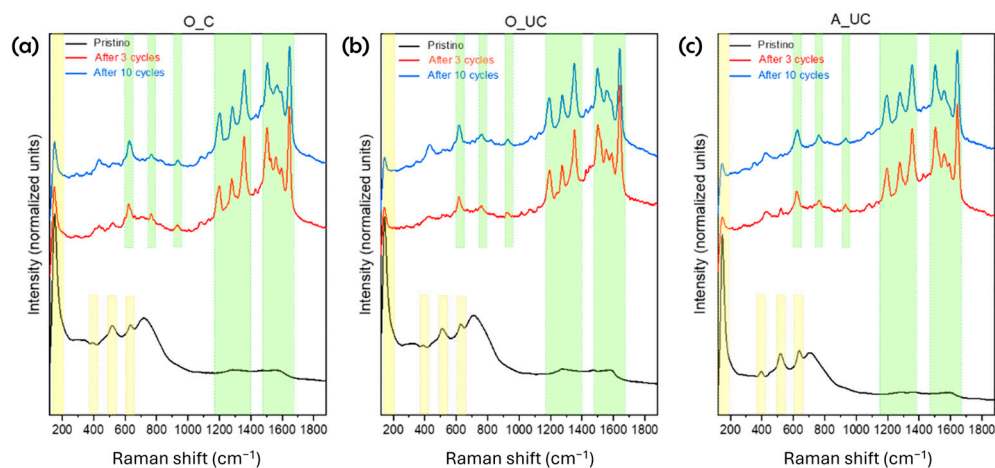 O_C
(a)
Pristino
After 3 cycles
After 10 cycles
Intensity (normalized units)
200 400 600 800 1000 1200 1400 1600 1800
Raman shift (cm⁻¹)
O_UC
(b)
Pristino
After 3 cycles
After 10 cycles
Intensity (normalized units)
200 400 600 800 1000 1200 1400 1600 1800
Raman shift (cm⁻¹)
A_UC
(c)
Pristino
After 3 cycles
After 10 cycles
Intensity (normalized units)
200 400 600 800 1000 1200 1400 1600 1800
Raman shift (cm⁻¹)